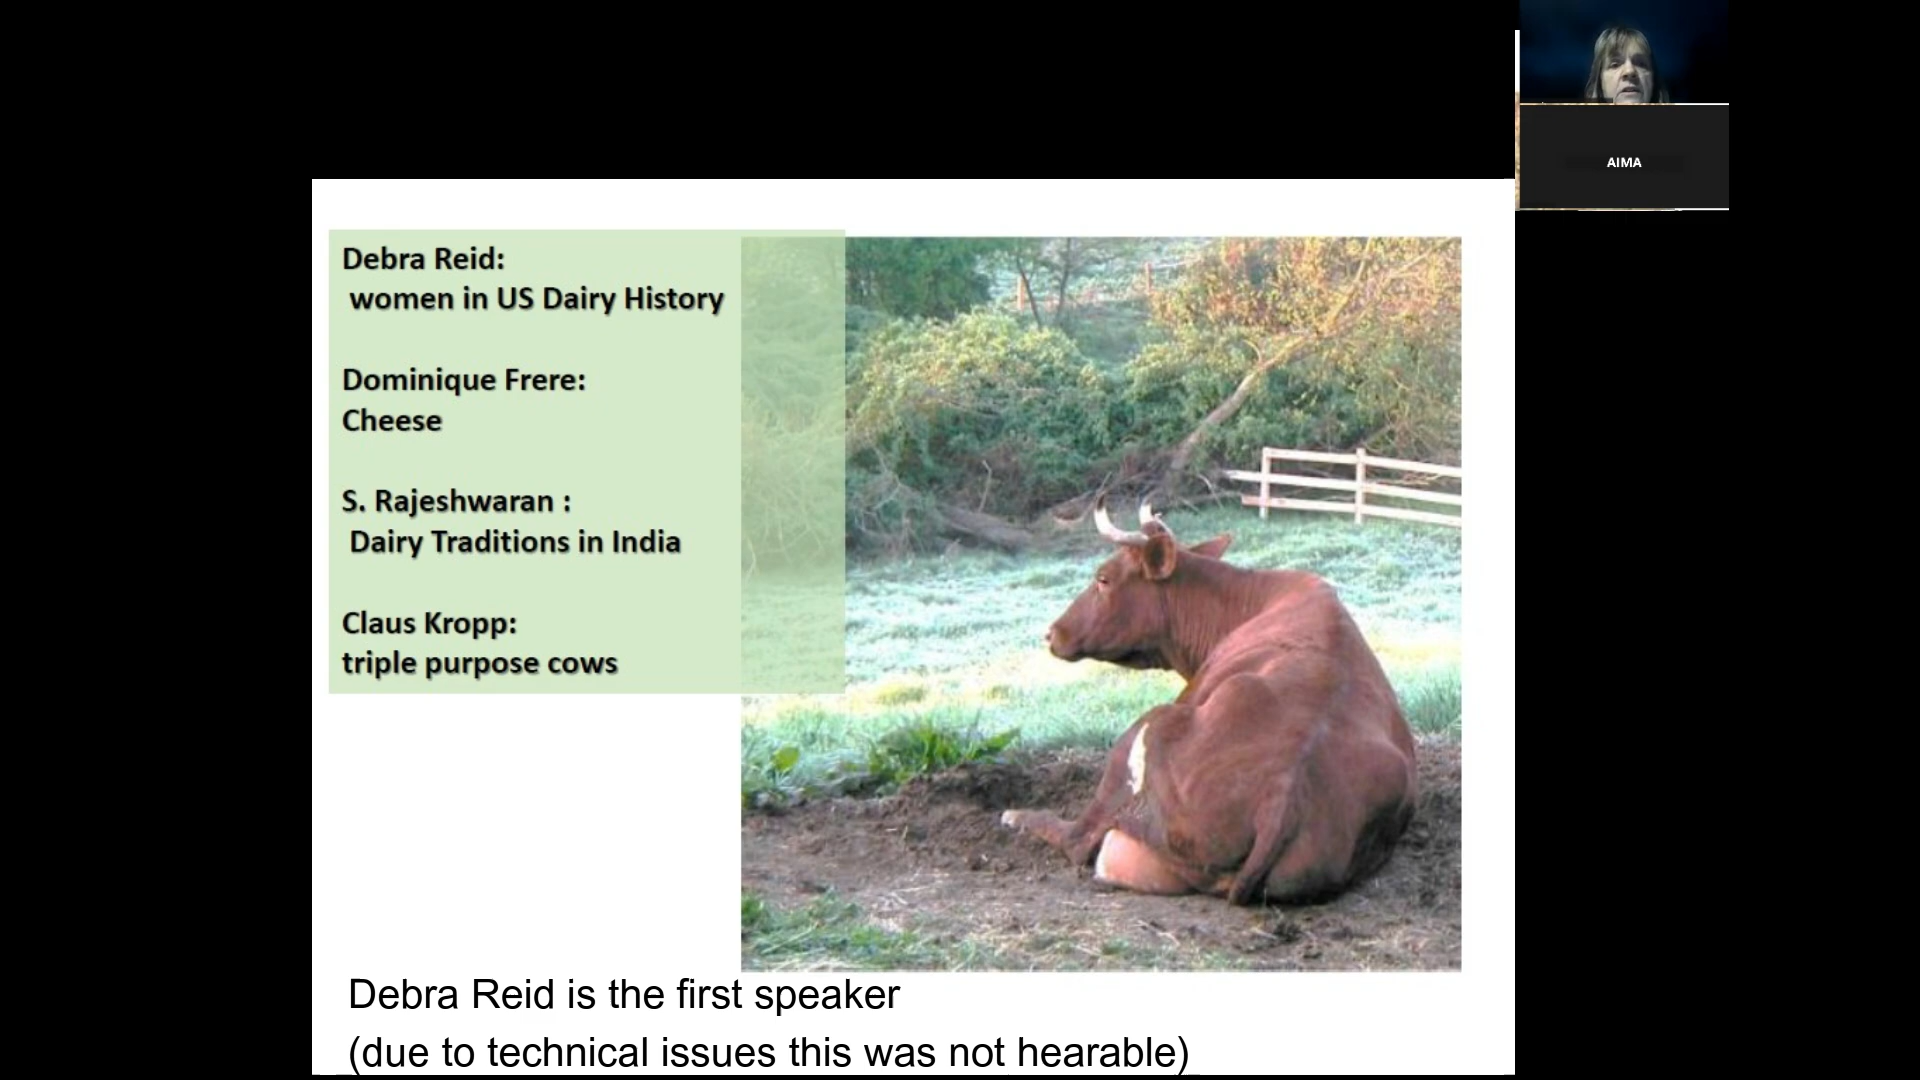 Debra Reid:
women in US Dairy History
Dominique Frere:
Cheese
S. Rajeshwaran :
Dairy Traditions in India
Claus Kropp:
triple purpose cows
Debra Reid is the first speaker
(due to technical issues this was not hearable)
AIMA